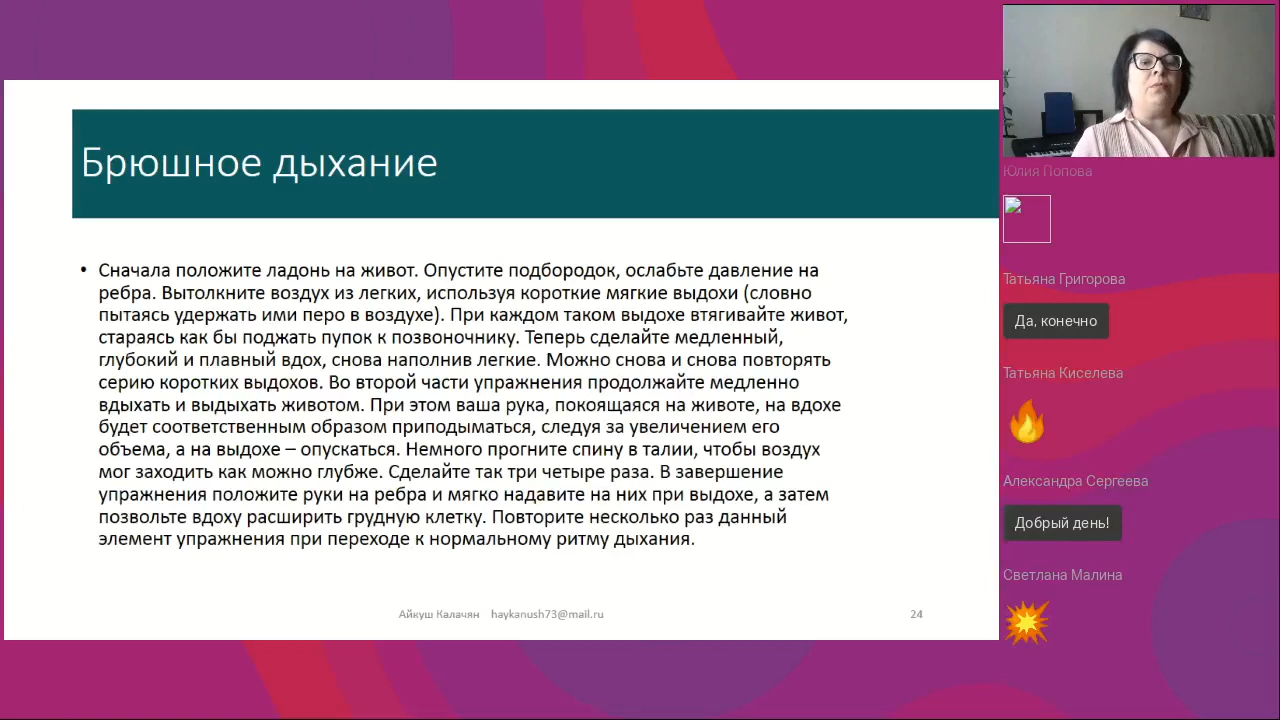 Брюшное дыхание
• Сначала положите ладонь на живот. Опустите подбородок, ослабьте давление на
ребра. Вытолкните воздух из легких, используя короткие мягкие выдохи (словно
пытаясь удержать ими перо в воздухе). При каждом таком выдохе втягивайте живот,
стараясь как бы поджать пупок к позвоночнику. Теперь сделайте медленный,
глубокий и плавный вдох, снова наполнив легкие. Можно снова и снова повторять
серию коротких выдохов. Во второй части упражнения продолжайте медленно
вдыхать и выдыхать животом. При этом ваша рука, покоящаяся на животе, на вдохе
будет соответственным образом приподыматься, следуя за увеличением его
объема, а на выдохе – опускаться. Немного прогните спину в талии, чтобы воздух
мог заходить как можно глубже. Сделайте так три четыре раза. В завершение
упражнения положите руки на ребра и мягко надавите на них при выдохе, а затем
позвольте вдоху расширить грудную клетку. Повторите несколько раз данный
элемент упражнения при переходе к нормальному ритму дыхания.
Айкуш Калачян haykanush73@mail.ru
24
Юлия Попова
Татьяна Григорова
Да, конечно
Татьяна Киселева
Александра Сергеева
Добрый день!
Светлана Малина